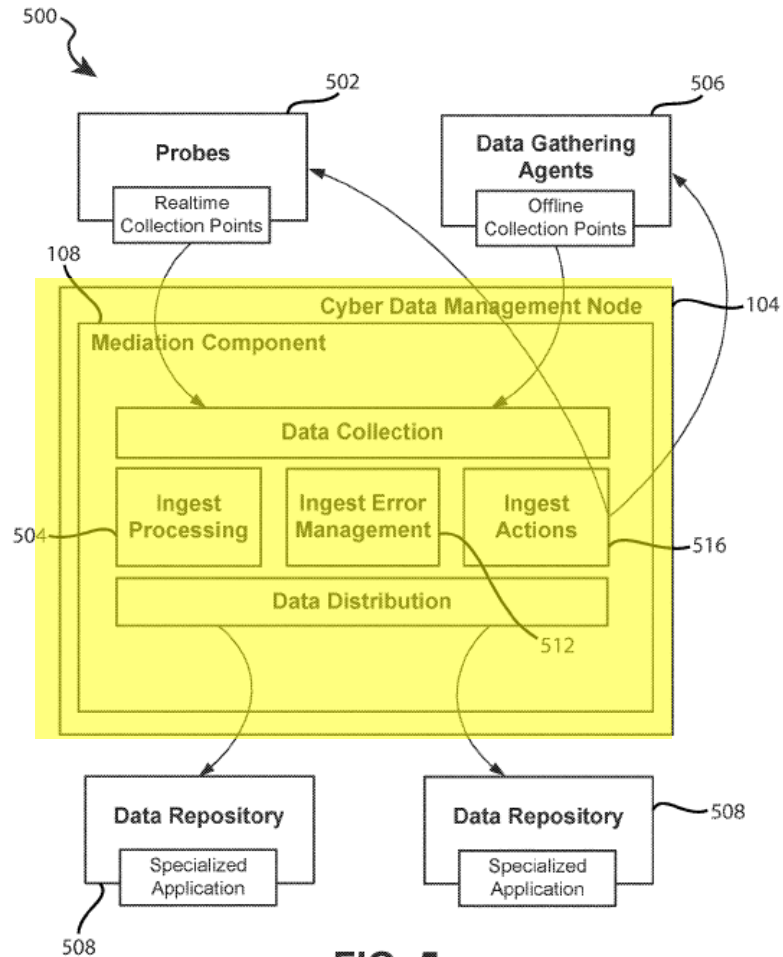 500
502
506
Probes
Realtime
Collection Points
Data Gathering
Agents
Offline
Collection Points
108
104
Cyber Data Management Node
Mediation Component
Data Collection
Ingest
Processing
Ingest Error
Management
Ingest
Actions
504
516
Data Distribution
512
Data Repository
Specialized
Application
Data Repository
Specialized
Application
508
508